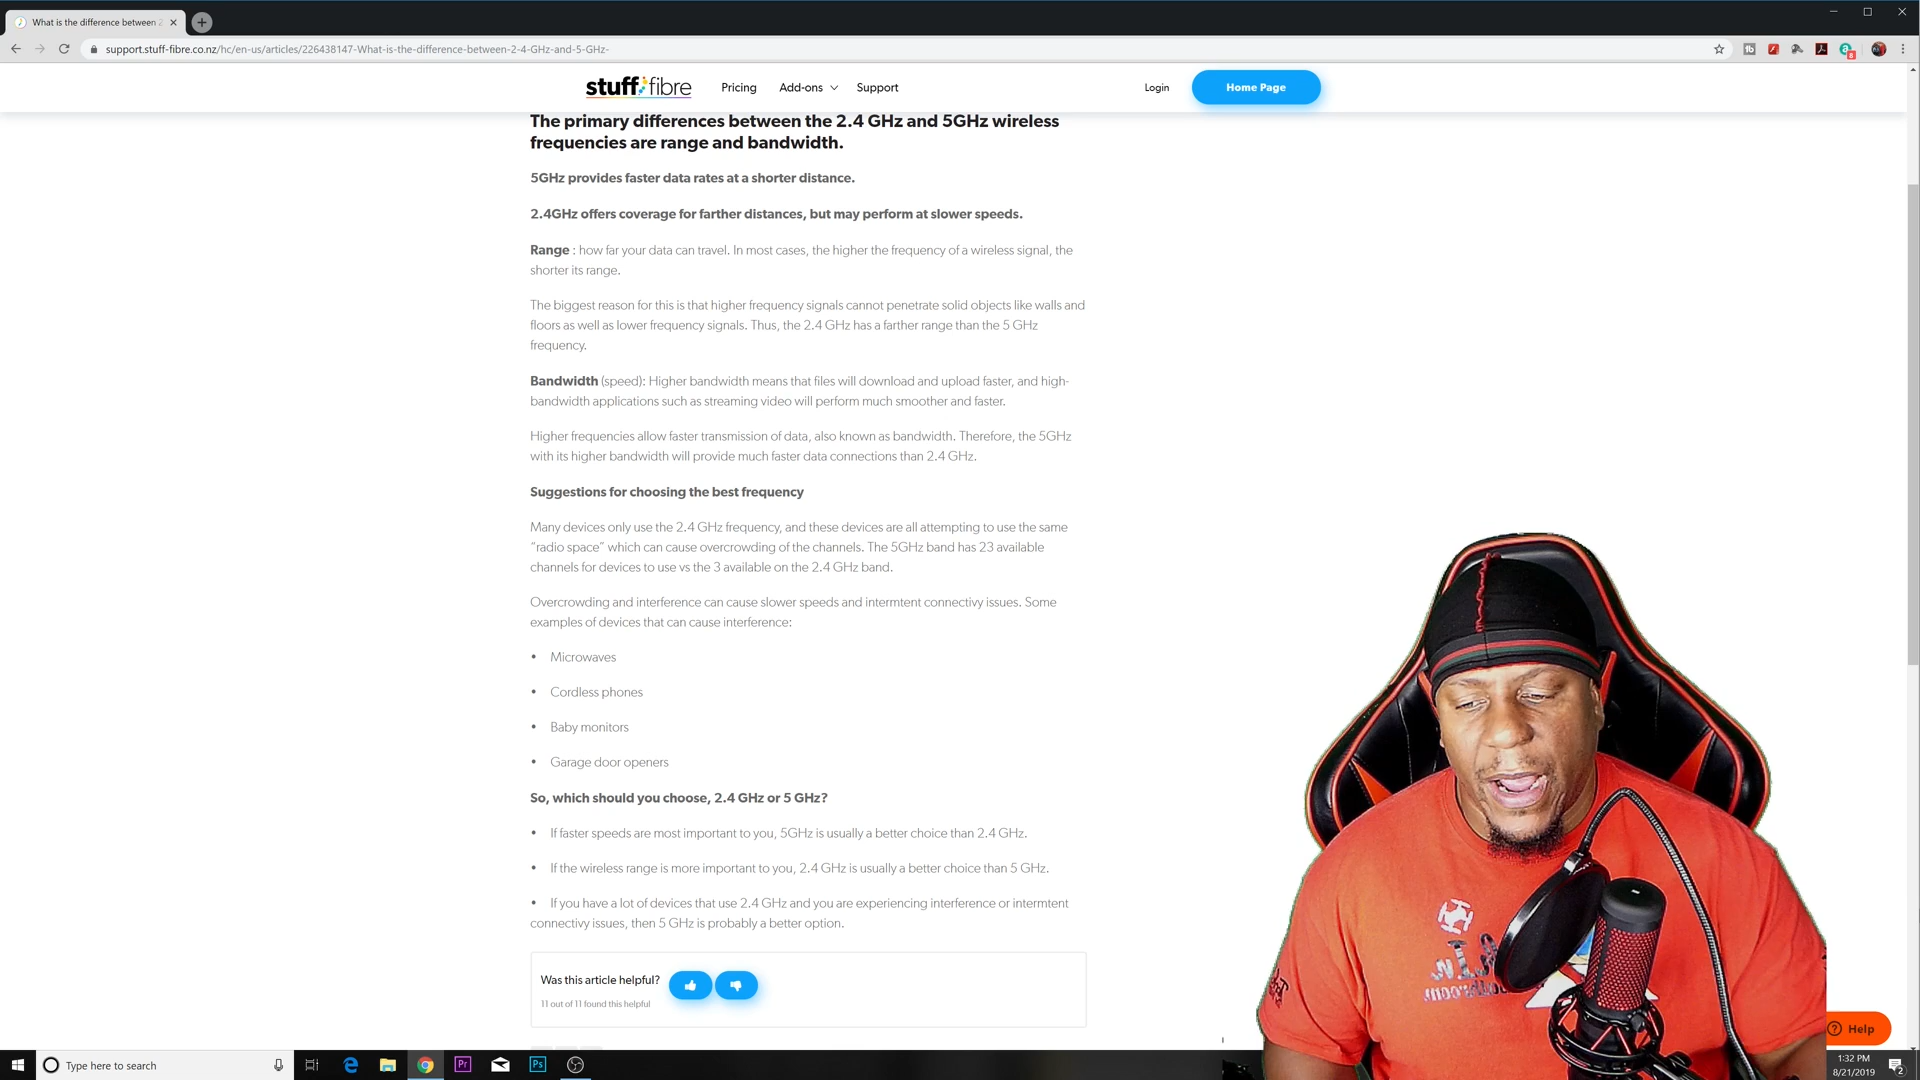 What is the difference between 2
support.stuff-fibre.co.nz/hc/en-us/articles/226438147-What-is-the-difference-between-2-4-GHz-and-5-GHz-
stuff fibre
Pricing
Add-ons
Support
Login
Home Page
The primary differences between the 2.4 GHz and 5GHz wireless
frequencies are range and bandwidth.
5GHz provides faster data rates at a shorter distance.
2.4GHz offers coverage for farther distances, but may perform at slower speeds.
Range : how far your data can travel. In most cases, the higher the frequency of a wireless signal, the
shorter its range.
The biggest reason for this is that higher frequency signals cannot penetrate solid objects like walls and
floors as well as lower frequency signals. Thus, the 2.4 GHz has a farther range than the 5 GHz
frequency.
Bandwidth (speed): Higher bandwidth means that files will download and upload faster, and high-
bandwidth applications such as streaming video will perform much smoother and faster.
Higher frequencies allow faster transmission of data, also known as bandwidth. Therefore, the 5GHz
with its higher bandwidth will provide much faster data connections than 2.4 GHz.
Suggestions for choosing the best frequency
Many devices only use the 2.4 GHz frequency, and these devices are all attempting to use the same
“radio space” which can cause overcrowding of the channels. The 5GHz band has 23 available
channels for devices to use vs the 3 available on the 2.4 GHz band.
Overcrowding and interference can cause slower speeds and intermtent connectivy issues. Some
examples of devices that can cause interference:
• Microwaves
• Cordless phones
• Baby monitors
• Garage door openers
So, which should you choose, 2.4 GHz or 5 GHz?
• If faster speeds are most important to you, 5GHz is usually a better choice than 2.4 GHz.
• If the wireless range is more important to you, 2.4 GHz is usually a better choice than 5 GHz.
• If you have a lot of devices that use 2.4 GHz and you are experiencing interference or intermtent
connectivy issues, then 5 GHz is probably a better option.
Was this article helpful?
11 out of 11 found this helpful
Help
Type here to search
Pr
Ps
1:32 PM
8/21/2019
2